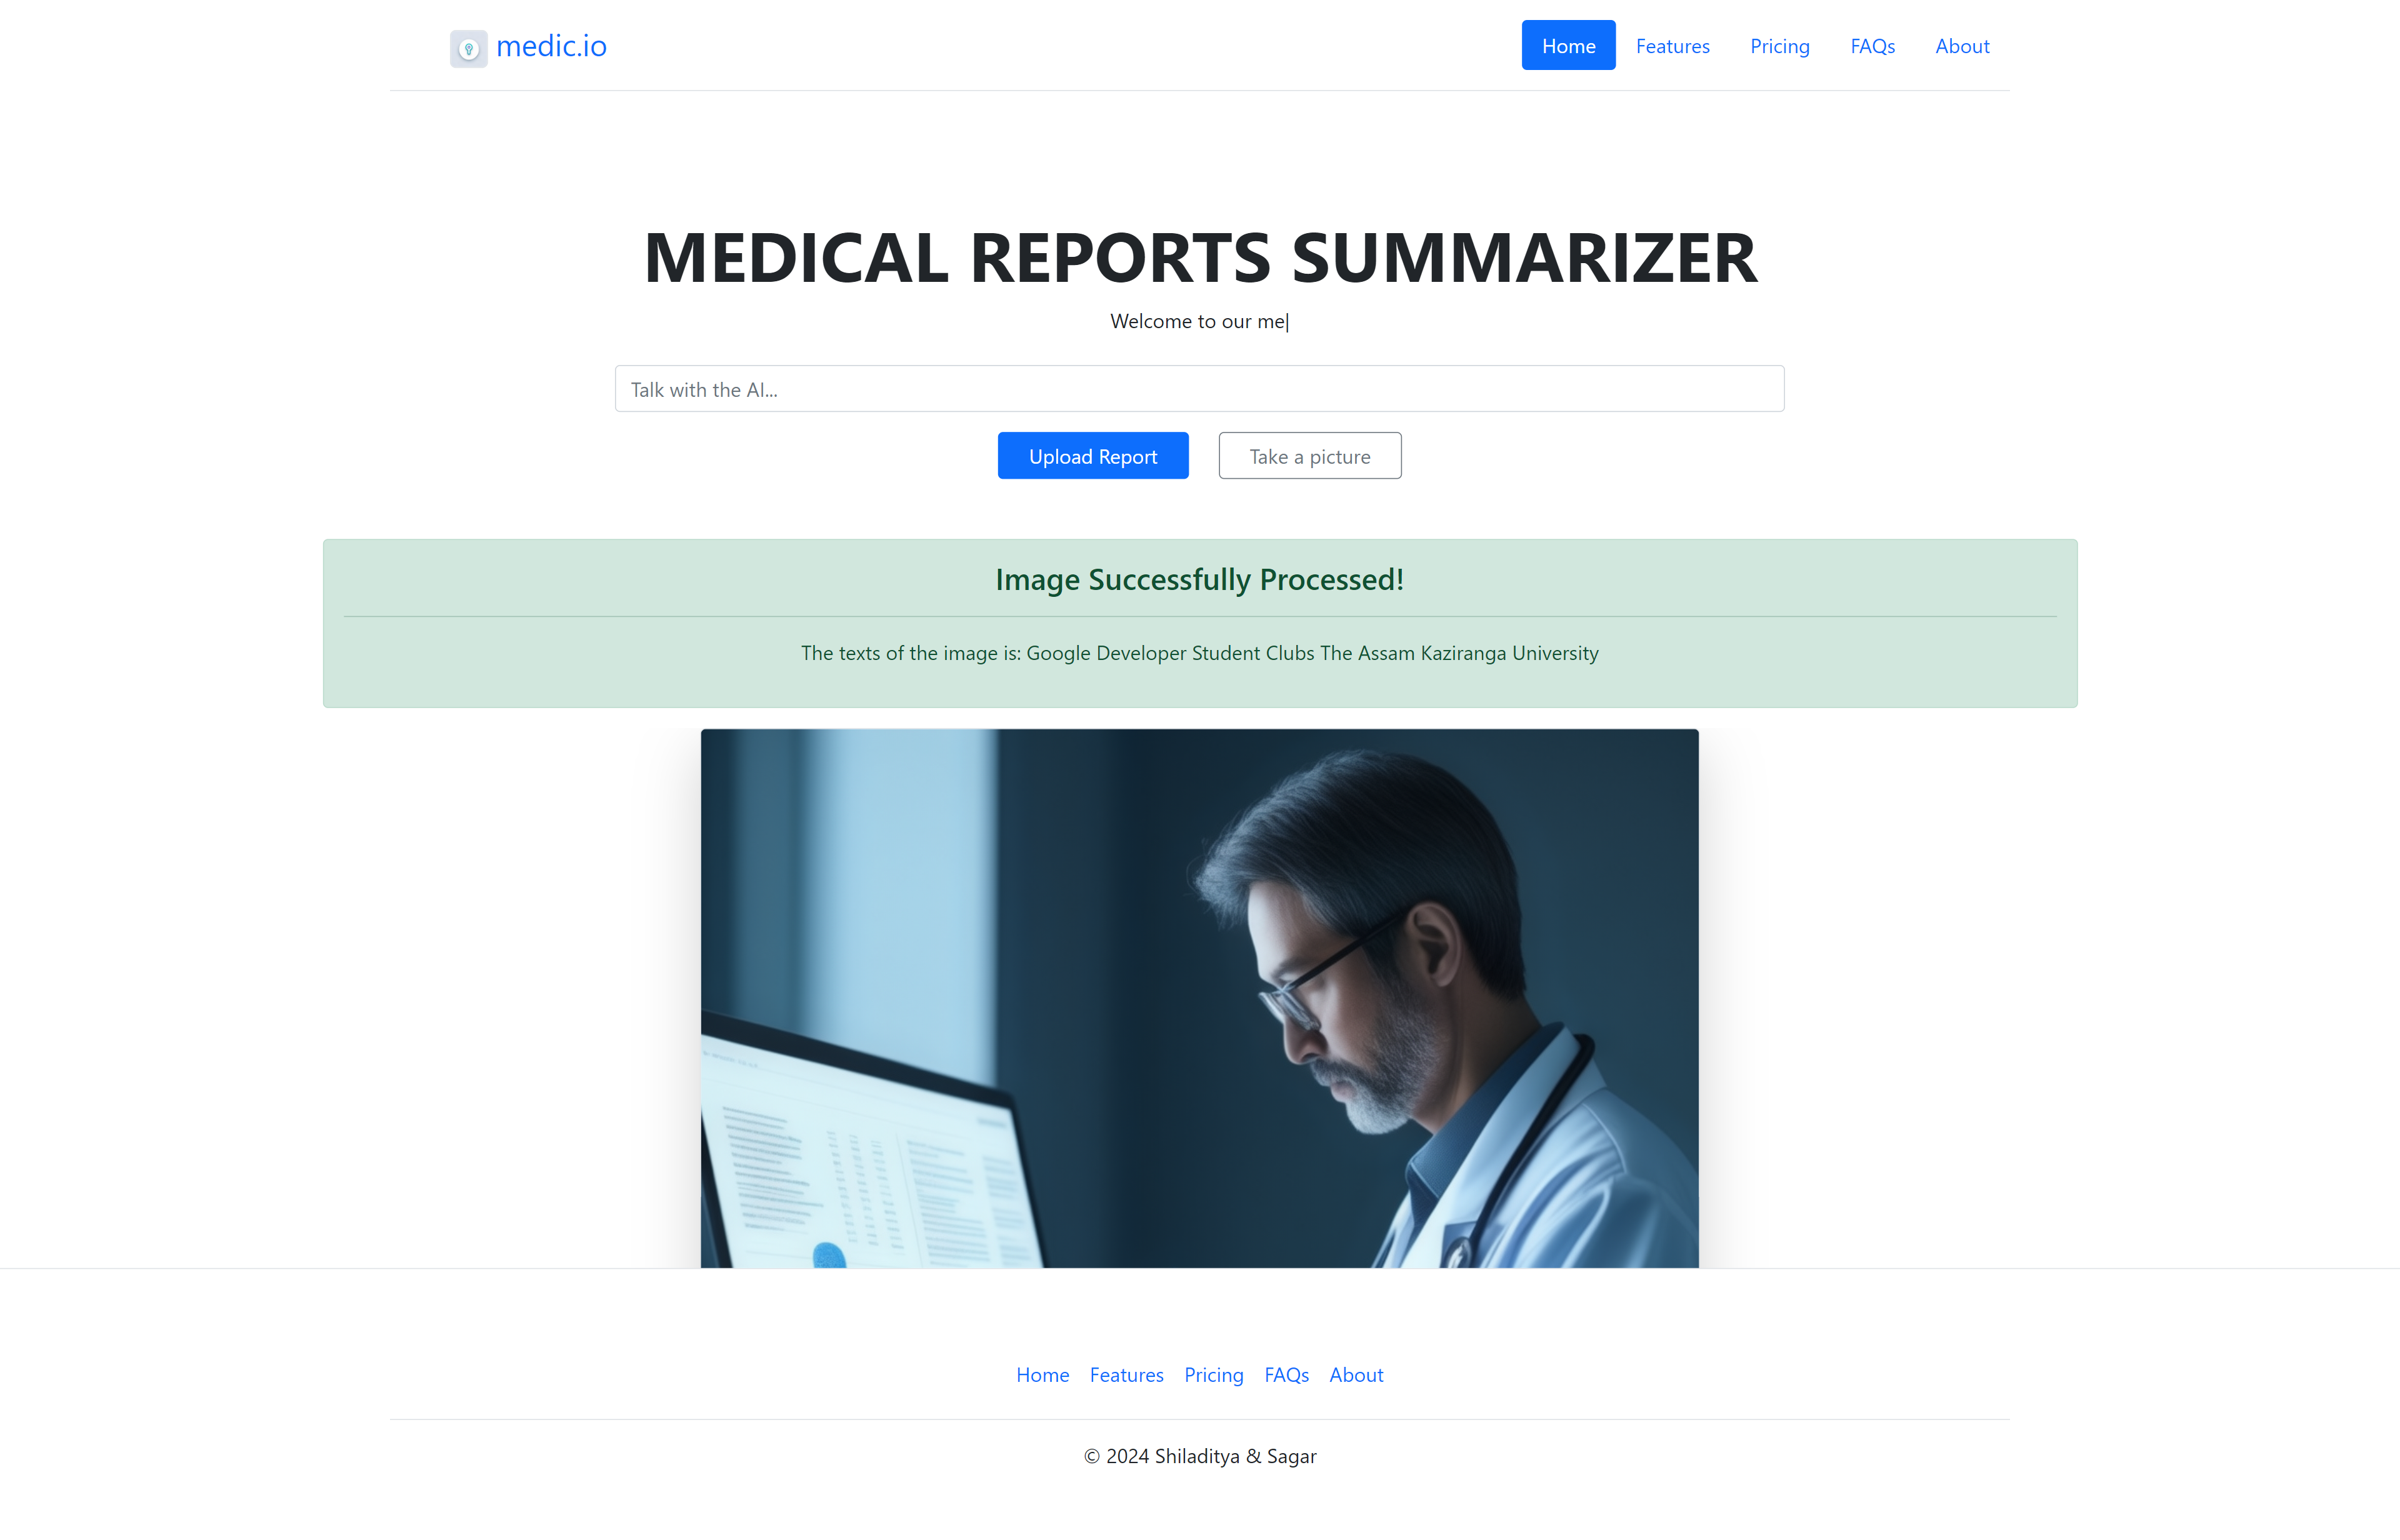 medic.io
Home Features Pricing FAQs About
MEDICAL REPORTS SUMMARIZER
Welcome to our me|
Talk with the AI...
Upload Report Take a picture
Image Successfully Processed!
The texts of the image is: Google Developer Student Clubs The Assam Kaziranga University
Home Features Pricing FAQs About
© 2024 Shiladitya & Sagar